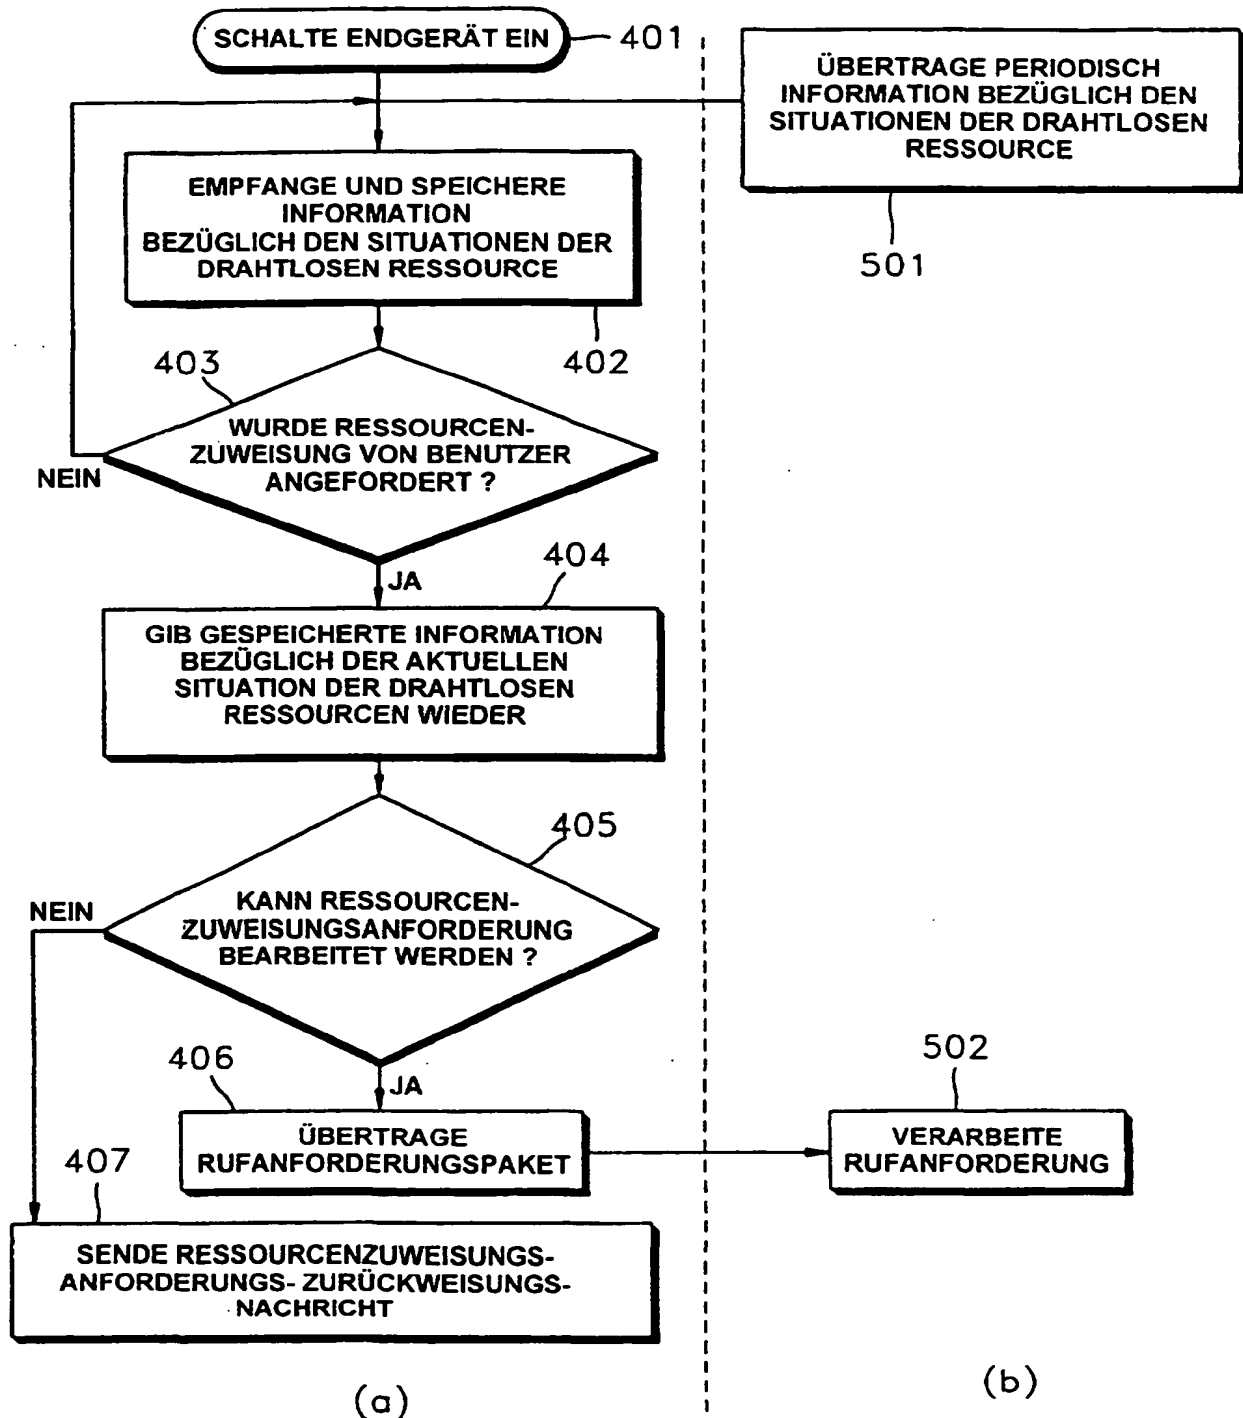 SCHALTE ENDGERÄT EIN
401
ÜBERTRAGE PERIODISCH
INFORMATION BEZÜGLICH DEN
SITUATIONEN DER DRAHTLOSEN
RESSOURCE
501
EMPFANGE UND SPEICHERE
INFORMATION
BEZÜGLICH DEN SITUATIONEN DER
DRAHTLOSEN RESSOURCE
402
403
WURDE RESSOURCEN-
ZUWEISUNG VON BENUTZER
ANGEFORDERT ?
NEIN
JA
404
GIB GESPEICHERTE INFORMATION
BEZÜGLICH DER AKTUELLEN
SITUATION DER DRAHTLOSEN
RESSOURCEN WIEDER
405
KANN RESSOURCEN-
ZUWEISUNGSANFORDERUNG
BEARBEITET WERDEN ?
NEIN
JA
406
ÜBERTRAGE
RUFANFORDERUNGSPAKET
502
VERARBEITE
RUFANFORDERUNG
407
SENDE RESSOURCENZUWEISUNGS-
ANFORDERUNGS- ZURÜCKWEISUNGS-
NACHRICHT
(a)
(b)